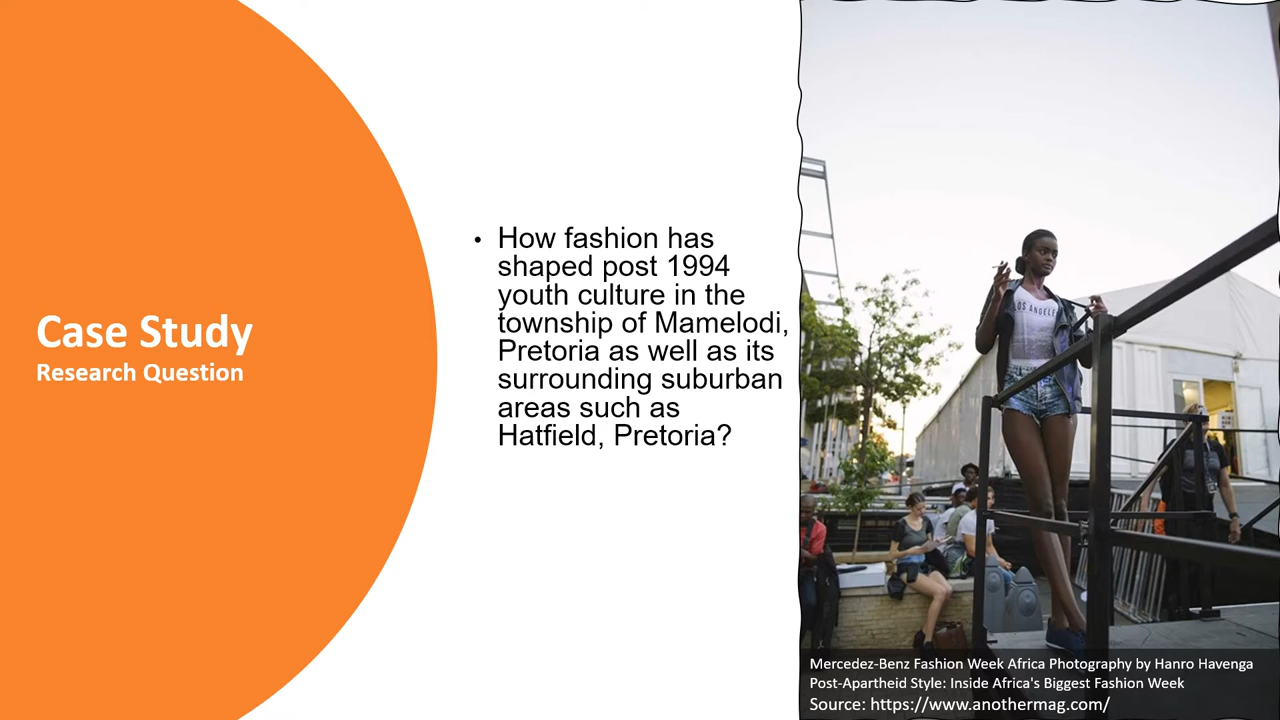 Case Study
Research Question
• How fashion has
shaped post 1994
youth culture in the
township of Mamelodi,
Pretoria as well as its
surrounding suburban
areas such as
Hatfield, Pretoria?
LOS ANGELE
Mercedez-Benz Fashion Week Africa Photography by Hanro Havenga
Post-Apartheid Style: Inside Africa's Biggest Fashion Week
Source: https://www.anothermag.com/